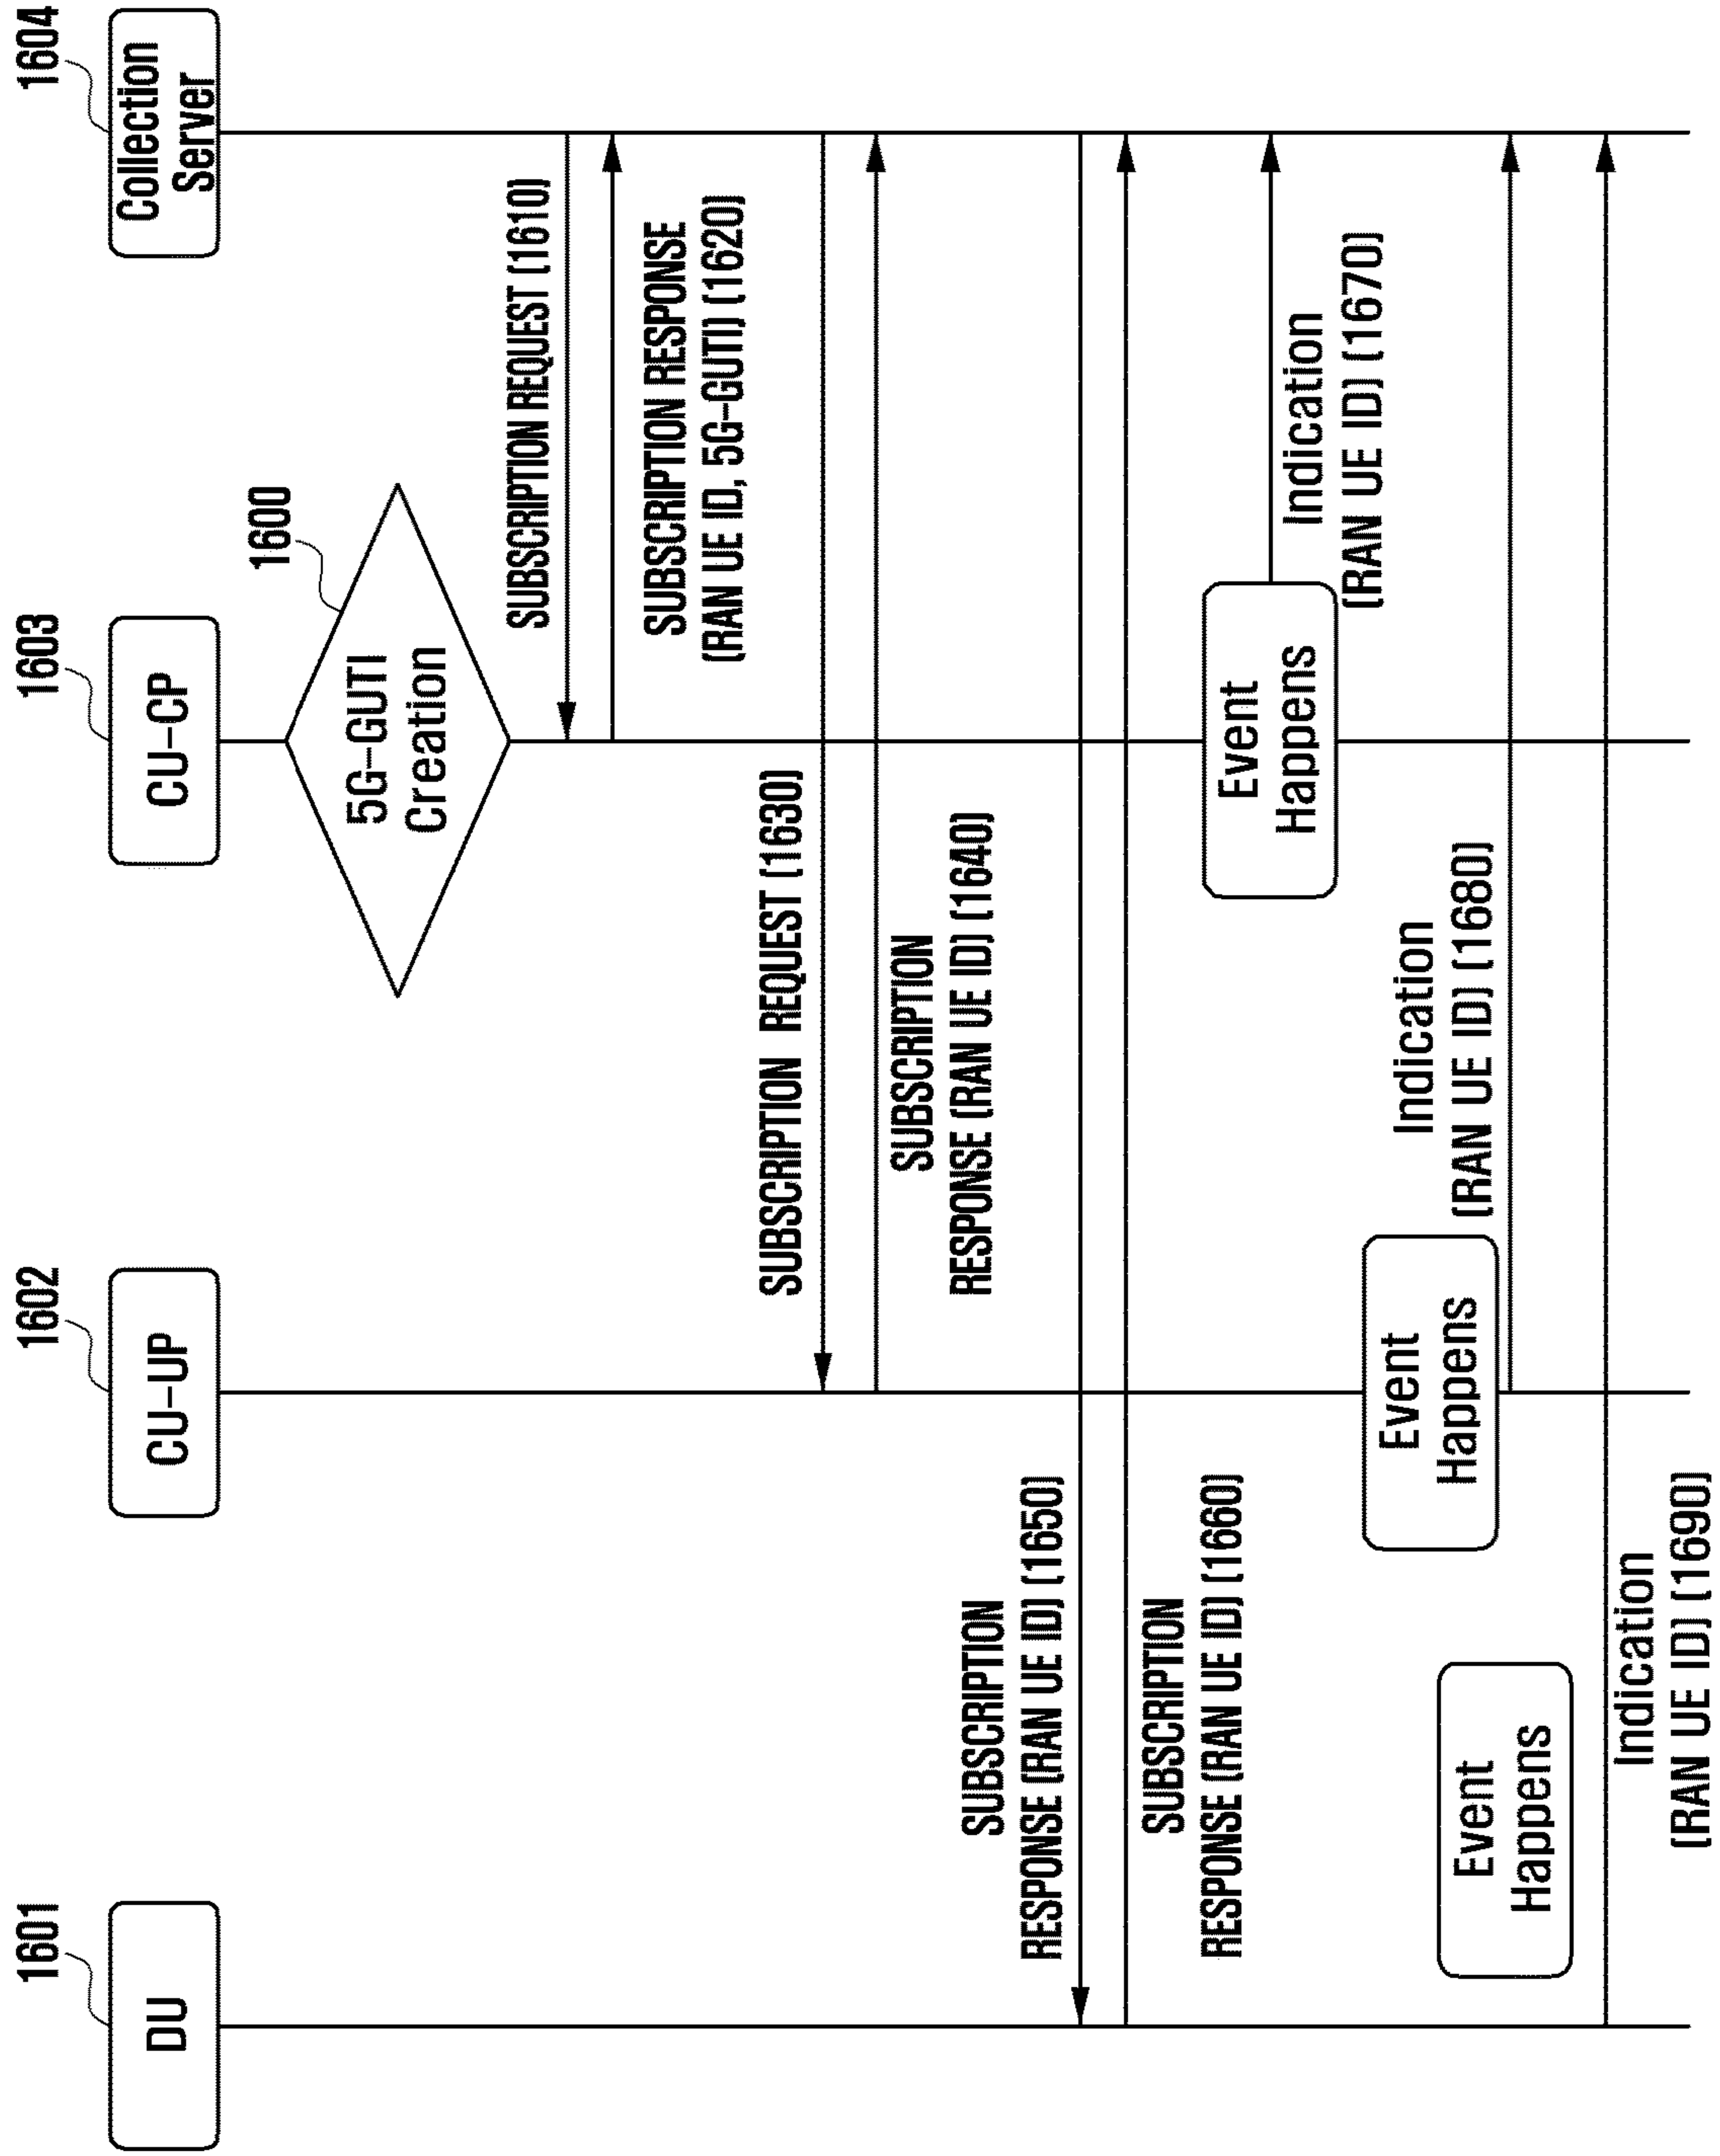 1601
1602
1603
1604
DU
CU-UP
CU-CP
Collection
Server
1600
5G-GUTI
Creation
SUBSCRIPTION REQUEST (1610)
SUBSCRIPTION RESPONSE
(RAN UE ID, 5G-GUTI) (1620)
SUBSCRIPTION REQUEST (1630)
SUBSCRIPTION
RESPONSE (RAN UE ID) (1640)
SUBSCRIPTION
RESPONSE (RAN UE ID) (1650)
SUBSCRIPTION
RESPONSE (RAN UE ID) (1660)
Event
Happens
Indication
(RAN UE ID) (1670)
Event
Happens
Indication
(RAN UE ID) (1680)
Event
Happens
Indication
(RAN UE ID) (1690)